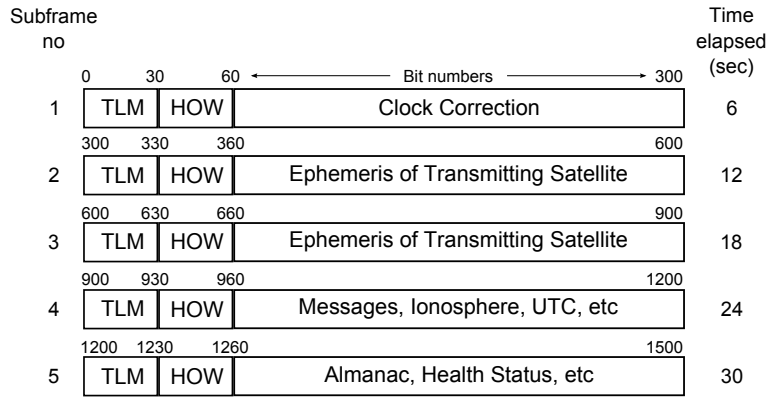 Subframe no
Time elapsed (sec)
0 30 60 Bit numbers 300
1 TLM HOW Clock Correction 6
300 330 360 600
2 TLM HOW Ephemeris of Transmitting Satellite 12
600 630 660 900
3 TLM HOW Ephemeris of Transmitting Satellite 18
900 930 960 1200
4 TLM HOW Messages, Ionosphere, UTC, etc 24
1200 1230 1260 1500
5 TLM HOW Almanac, Health Status, etc 30